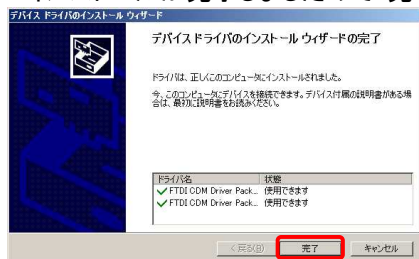 デバイス ドライバのインストール ウィザード
デバイス ドライバのインストール ウィザードの完了
ドライバは、正しくこのコンピュータにインストールされました。
今、このコンピュータにデバイスを接続できます。デバイス付属の説明書がある場
合は、最初に説明書をお読みください。
ドライバ名 状態
FTDI CDM Driver Pack... 使用できます
FTDI CDM Driver Pack... 使用できます
< 戻る(B) 完了 キャンセル